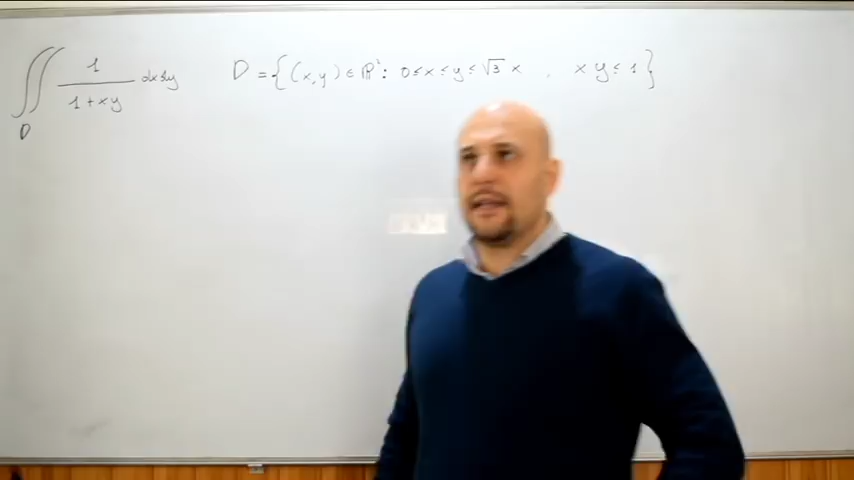 ∬_D 1/(1+xy) dxdy   D = {(x,y) ∈ ℝ²: 0≤x≤y≤√3 x , xy≤1}